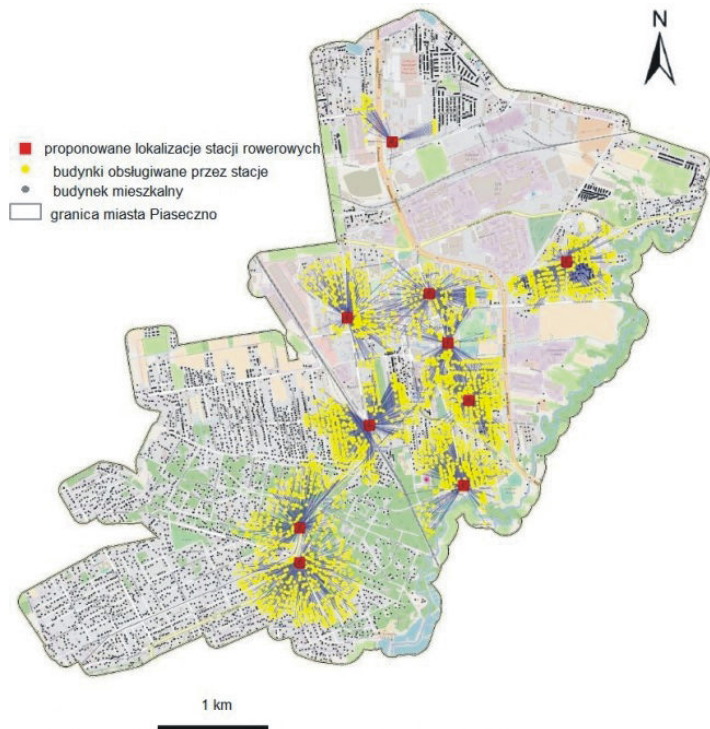 N
proponowane lokalizacje stacji rowerowych
budynki obsługiwane przez stacje
budynek mieszkalny
granica miasta Piaseczno
1 km